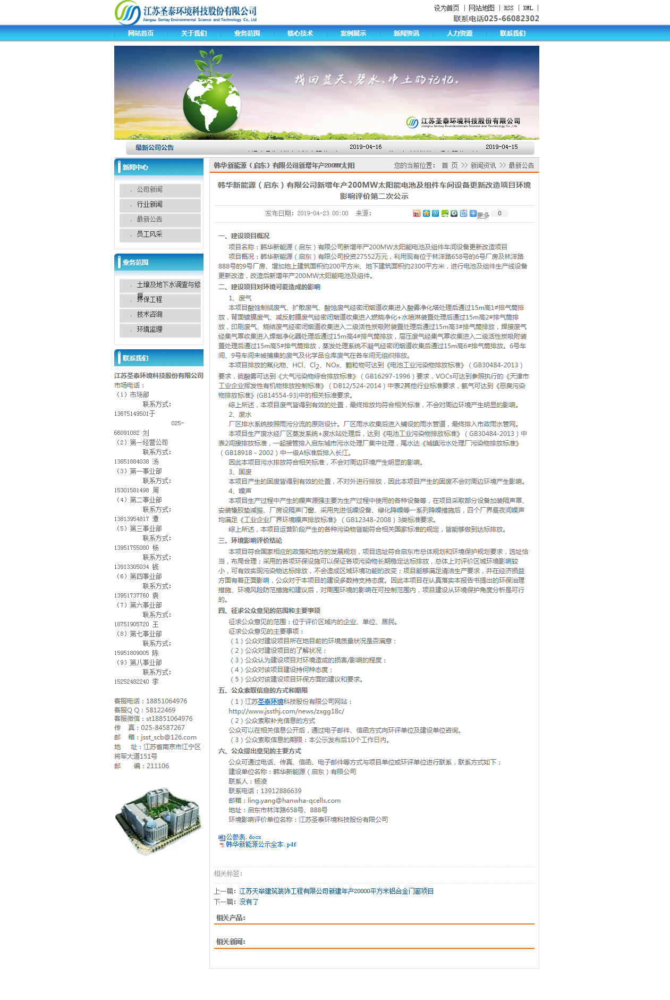 江苏圣泰环境科技股份有限公司
Jiangsu Sentay Environmental Science and Technology Co.,Ltd
设为首页 | 网站地图 | RSS | XML |
联系电话025-66082302
网站首页 关于我们 业务范围 核心技术 案例展示 新闻资讯 人力资源 联系我们
找回蓝天、碧水、净土的记忆。
江苏圣泰环境科技股份有限公司
Jiangsu Sentay Environmentals Science and Technology Co.,Ltd.
最新公司公告 2019-04-16 2019-04-15
新闻中心
公司新闻
行业新闻
最新公告
员工风采
业务范围
土壤及地下水调查与修复
环保工程
技术咨询
环境监理
联系我们
江苏圣泰环境科技股份有限公司
市场电话：
（1）市场部
联系方式：
13675149501于
025-
66091082 刘
（2）第一经营公司
联系方式：
13851884038 汤
（3）第一事业部
联系方式：
15301581498 周
（4）第二事业部
联系方式：
13813954817 澧
（5）第三事业部
联系方式：
13951755080 杨
联系方式：
13913305034 钱
（6）第四事业部
联系方式：
13951737760 袁
（7）第六事业部
联系方式：
18751905720 王
（8）第七事业部
联系方式：
15951809005 陈
（9）第八事业部
联系方式：
15252482240 李
客服电话：18851064976
客服Q Q：58122469
客服微信：st18851064976
传 真：025-84587267
邮 箱：jsst_scb@126.com
地 址：江苏省南京市江宁区
将军大道151号
邮 编：211106
韩华新能源（启东）有限公司新增年产200MW太阳
您的当前位置： 首 页 >> 新闻资讯 >> 最新公告
韩华新能源（启东）有限公司新增年产200MW太阳能电池及组件车间设备更新改造项目环境
影响评价第二次公示
发布日期：2019-04-23 00:00 来源：
更多 0
一、建设项目概况
项目名称：韩华新能源（启东）有限公司新增年产200MW太阳能电池及组件车间设备更新改造项目
项目概况：韩华新能源（启东）有限公司投资27552万元，利用现有位于林洋路658号的6号厂房及林洋路
888号的9号厂房、增加地上建筑面积约200平方米、地下建筑面积约2300平方米，进行电池及组件生产线设备
更新改造，改造后新增年产200MW太阳能电池及组件。
二、建设项目对环境可能造成的影响
1、废气
本项目酸蚀制绒废气、扩散废气、酸蚀废气经密闭烟道收集进入酸雾净化塔处理后通过15m高1#排气筒排
放，背面镀膜废气、减反射膜废气经密闭烟道收集进入燃烧净化+水喷淋装置处理后通过15m高2#排气筒排
放，印刷废气、烧结废气经密闭烟道收集进入二级活性炭吸附装置处理后通过15m高3#排气筒排放，焊接废气
经集气罩收集进入焊烟净化器处理后通过15m高4#排气筒排放，层压废气经集气罩收集进入二级活性炭吸附装
置处理后通过15m高5#排气筒排放，蒸发处理系统不凝气经密闭烟道收集后通过15m高6#排气筒排放。6号车
间、9号车间未被捕集的废气及化学品仓库废气在各车间无组织排放。
本项目排放的氟化物、HCl、Cl2、NOx、颗粒物可达到《电池工业污染物排放标准》（GB30484-2013）
要求，硫酸雾可达到《大气污染物综合排放标准》（GB16297-1996）要求，VOCs可达到参照执行的《天津市
工业企业挥发性有机物排放控制标准》（DB12/524-2014）中表2其他行业标准要求，氨气可达到《恶臭污染
物排放标准》(GB14554-93)中的相关标准要求。
综上所述，本项目废气皆得到有效的处置，最终排放均符合相关标准，不会对周边环境产生明显的影响。
2、废水
厂区排水系统按照雨污分流的原则设计。厂区雨水收集后进入铺设的雨水管道，最终排入市政雨水管网。
本项目生产废水经厂区蒸发系统+废水站处理后，达到《电池工业污染物排放标准》（GB30484-2013）中
表2间接排放标准，一起接管排入启东城市污水处理厂集中处理，尾水达《城镇污水处理厂污染物排放标准》
（GB18918－2002）中一级A标准后排入长江。
因此本项目污水排放符合相关标准，不会对周边环境产生明显的影响。
3、固废
本项目产生的固废皆得到有效的处置，不对外进行排放，因此本项目产生的固废不会对周边环境产生影响。
4、噪声
本项目生产过程中产生的噪声源强主要为生产过程中使用的各种设备等，在项目采取部分设备加装隔声罩、
安装橡胶垫减振、厂房设隔声门窗、采用先进低噪设备、绿化降噪等一系列降噪措施后，四个厂界昼夜间噪声
均满足《工业企业厂界环境噪声排放标准》（GB12348-2008）3类标准要求。
综上所述，本项目运营阶段产生的各种污染物皆能符合相关国家标准的规定，皆能够做到达标排放。
三、环境影响评价结论
本项目符合国家相应的政策和地方的发展规划，项目选址符合启东市总体规划和环境保护规划要求，选址恰
当，布局合理；采用的各项环保设施可以保证各项污染物长期稳定达标排放，总体上对评价区域环境影响较
小，可有效实现污染物达标排放，不会造成区域环境功能的改变；项目能够满足清洁生产要求，并在经济损益
方面有着正面影响，公众对于本项目的建设多数持支持态度。因此本项目在认真落实本报告书提出的环保治理
措施、环境风险防范措施和建议后，对周围环境的影响在可控制范围内，项目建设从环境保护角度分析是可行
的。
四、征求公众意见的范围和主要事项
征求公众意见的范围：位于评价区域内的企业、单位、居民。
征求公众意见的主要事项：
（1）公众对建设项目所在地目前的环境质量状况是否满意；
（2）公众对建设项目的了解状况；
（3）公众认为建设项目对环境造成的损害/影响的程度；
（4）公众对该项目建设持何种态度；
（5）公众对该建设项目环保方面的建议和要求。
五、公众索取信息的方式和期限
（1）江苏圣泰环境科技股份有限公司网站：
http://www.jssthj.com/news/zxgg18c/
（2）公众索取补充信息的方式
公众可以在相关信息公开后，通过电子邮件、信函方式向环评单位及建设单位咨询。
（3）公众索取信息的期限：本公示发布后10个工作日内。
六、公众提出意见的主要方式
公众可通过电话、传真、信函、电子邮件等方式与项目单位或环评单位进行联系，联系方式如下：
建设单位名称：韩华新能源（启东）有限公司
联系人：杨凌
联系电话：13912886639
邮箱：ling.yang@hanwha-qcells.com
地址：启东市林洋路658号、888号
环境影响评价单位名称：江苏圣泰环境科技股份有限公司
公参表.docx
韩华新能源公示全本.pdf
相关标签：
上一篇：江苏天举建筑装饰工程有限公司新建年产20000平方米铝合金门窗项目
下一篇：没有了
相关产品：
相关新闻：